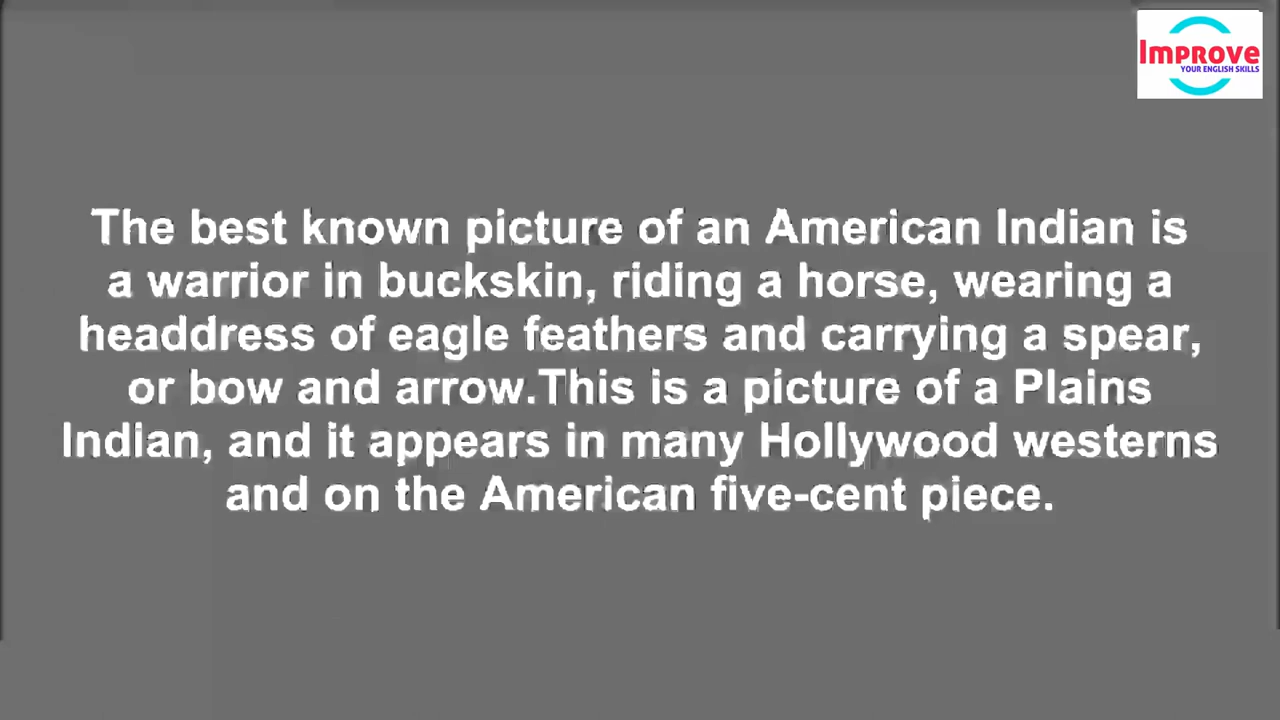 Improve
YOUR ENGLISH SKILLS
The best known picture of an American Indian is
a warrior in buckskin, riding a horse, wearing a
headdress of eagle feathers and carrying a spear,
or bow and arrow.This is a picture of a Plains
Indian, and it appears in many Hollywood westerns
and on the American five-cent piece.